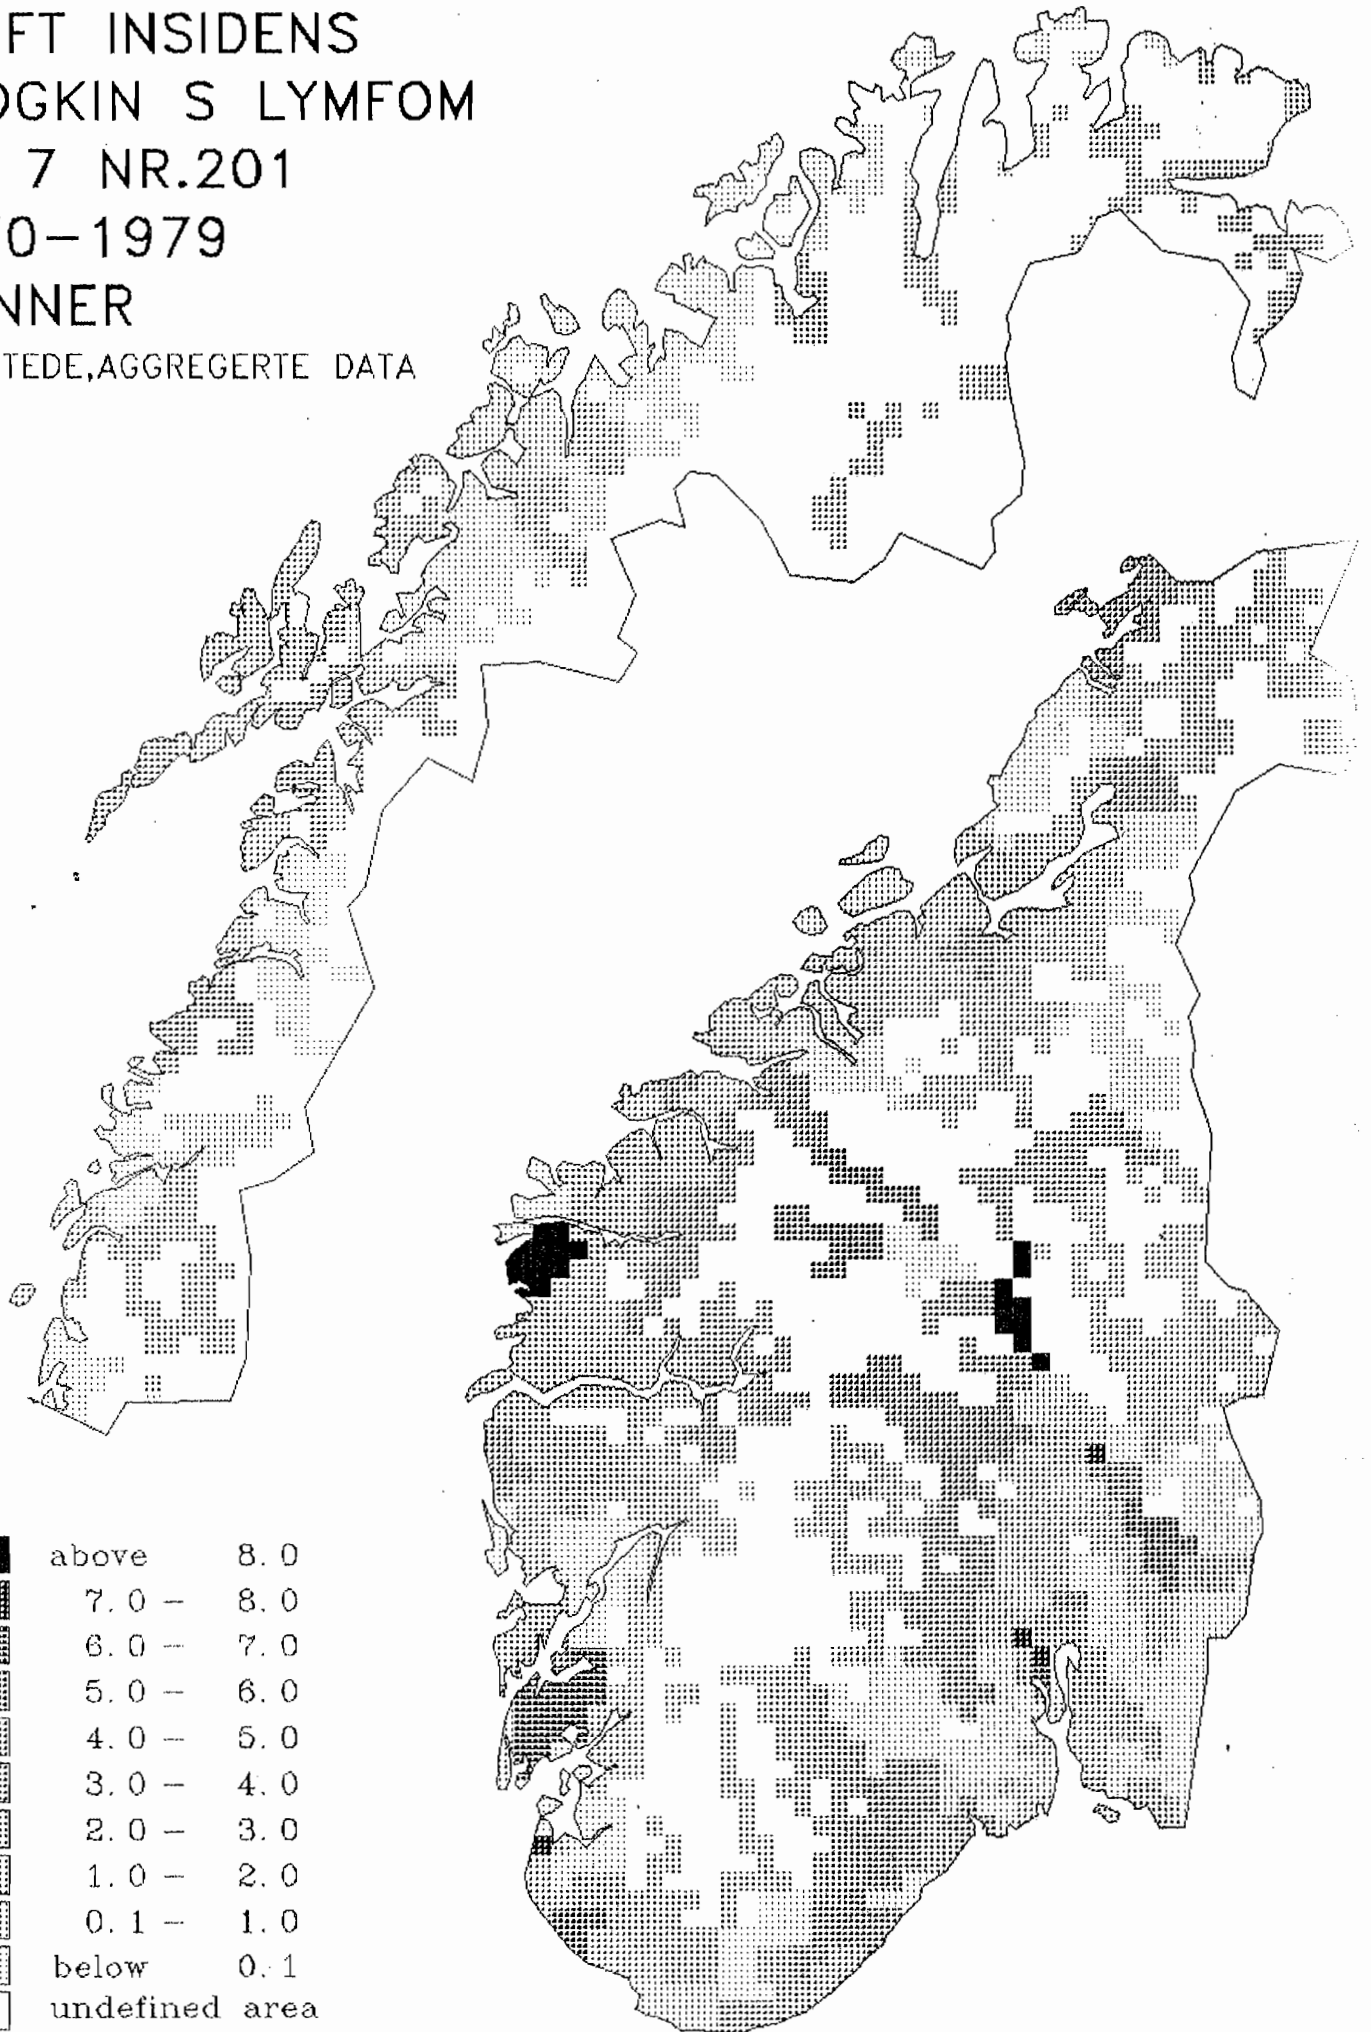 FT INSIDENS
OGKIN S LYMFOM
7 NR.201
0-1979
NNER
TEDE,AGGREGERTE DATA
above 8.0
7.0 - 8.0
6.0 - 7.0
5.0 - 6.0
4.0 - 5.0
3.0 - 4.0
2.0 - 3.0
1.0 - 2.0
0.1 - 1.0
below 0.1
undefined area